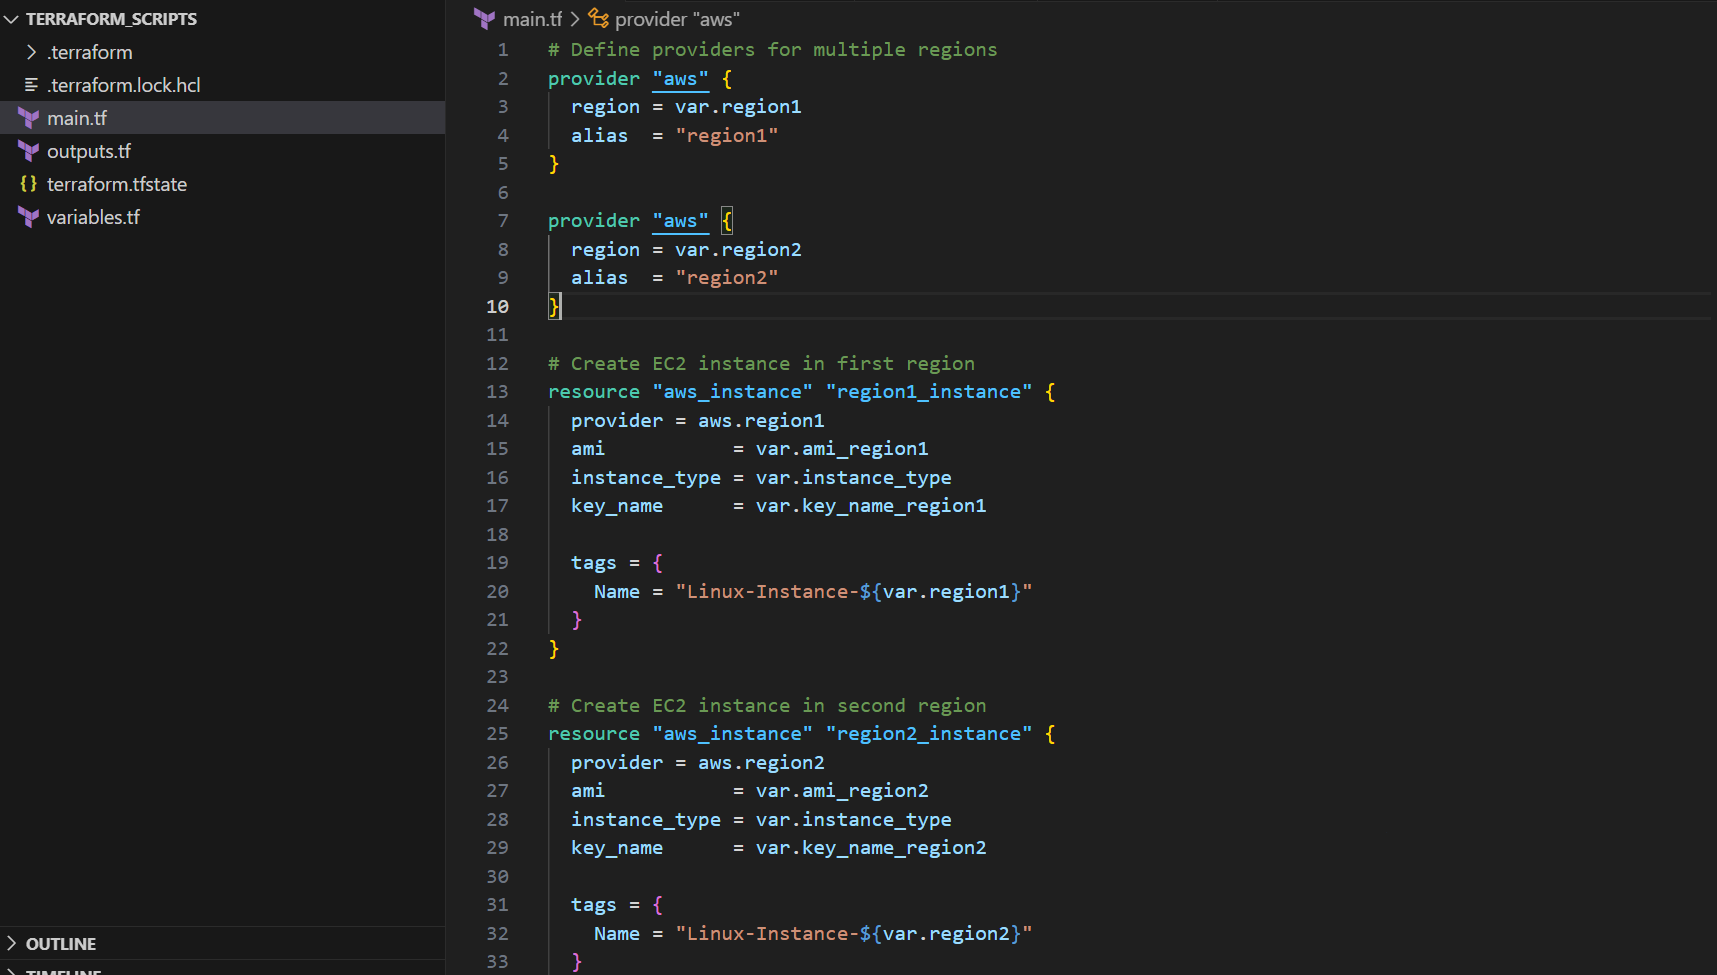 TERRAFORM_SCRIPTS
.terraform
.terraform.lock.hcl
main.tf
outputs.tf
terraform.tfstate
variables.tf
OUTLINE
TIMELINE
main.tf > provider "aws"
1 # Define providers for multiple regions
2 provider "aws" {
3   region = var.region1
4   alias  = "region1"
5 }
6
7 provider "aws" {
8   region = var.region2
9   alias  = "region2"
10 }
11
12 # Create EC2 instance in first region
13 resource "aws_instance" "region1_instance" {
14   provider = aws.region1
15   ami           = var.ami_region1
16   instance_type = var.instance_type
17   key_name      = var.key_name_region1
18
19   tags = {
20     Name = "Linux-Instance-${var.region1}"
21   }
22 }
23
24 # Create EC2 instance in second region
25 resource "aws_instance" "region2_instance" {
26   provider = aws.region2
27   ami           = var.ami_region2
28   instance_type = var.instance_type
29   key_name      = var.key_name_region2
30
31   tags = {
32     Name = "Linux-Instance-${var.region2}"
33   }